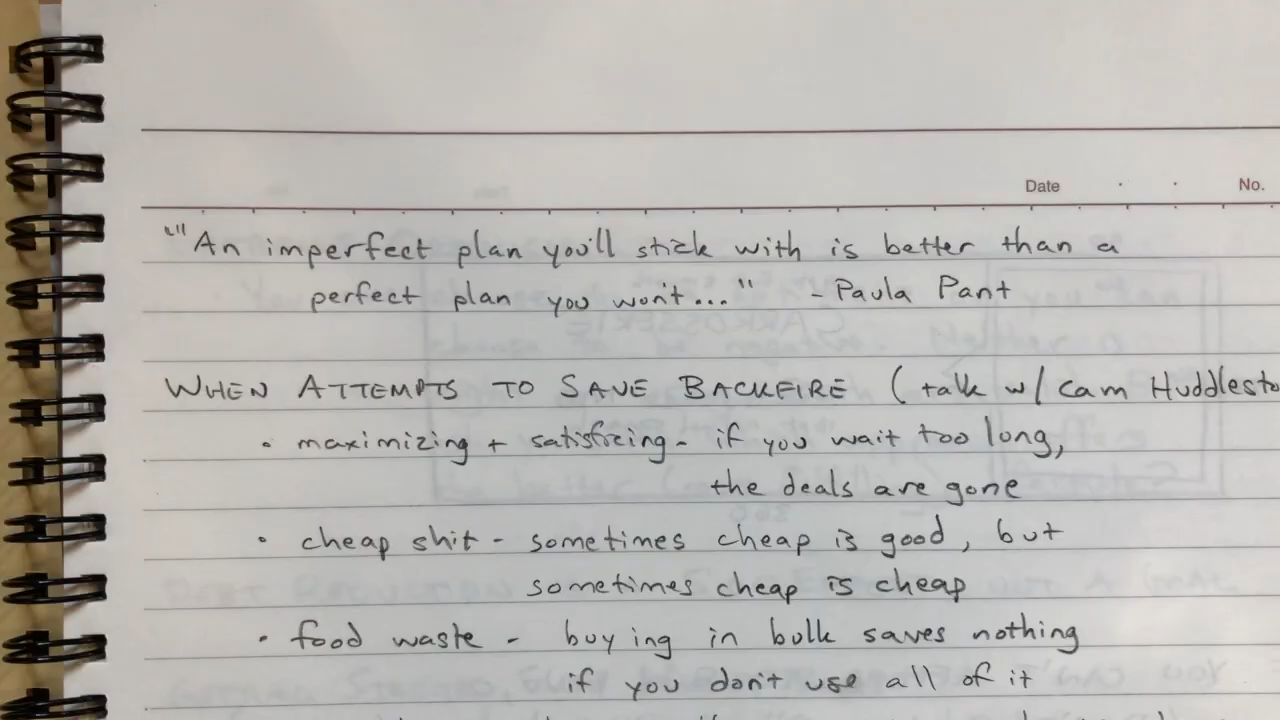 Date . . No.
"“An imperfect plan you'll stick with is better than a
perfect plan you won't..." - Paula Pant
WHEN ATTEMPTS TO SAVE BACKFIRE (talk w/ Cam Huddlesto
• maximizing + satisficing - if you wait too long,
the deals are gone
• cheap shit - sometimes cheap is good, but
sometimes cheap is cheap
• food waste - buying in bulk saves nothing
if you don't use all of it